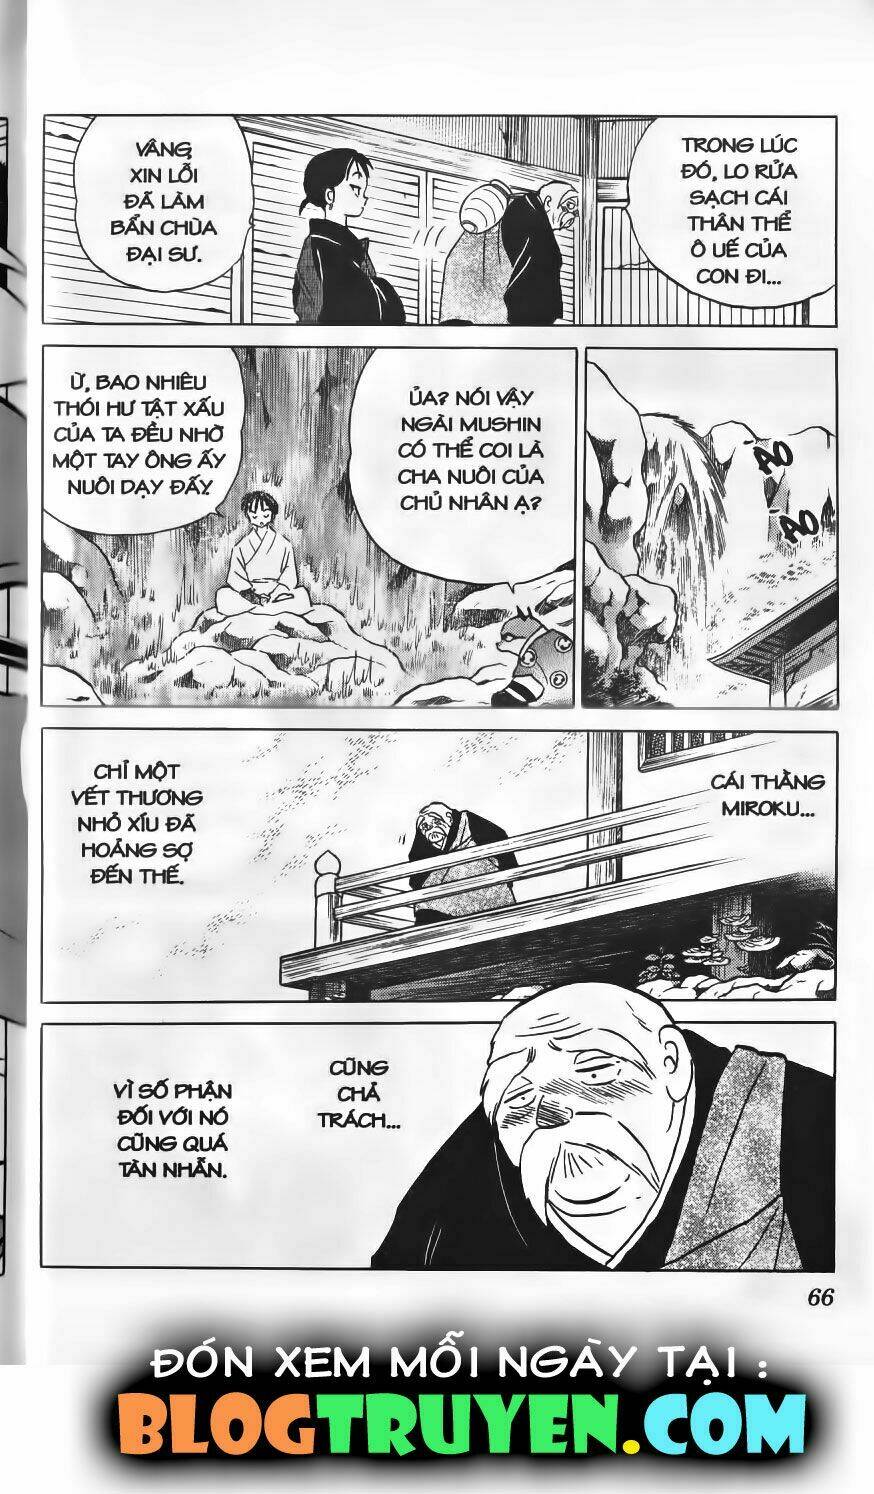 TRONG LÚC
ĐÓ, LO RỬA
SẠCH CÁI
THÂN THỂ
Ô UẾ CỦA
CON ĐI...
VÂNG,
XIN LỖI
ĐÃ LÀM
BẨN CHÙA
ĐẠI SƯ.
ÀO
ÀO
ỦA? NÓI VẬY
NGÀI MUSHIN
CÓ THỂ COI LÀ
CHA NUÔI CỦA
CHỦ NHÂN Ạ?
Ừ, BAO NHIÊU
THÓI HƯ TẬT XẤU
CỦA TA ĐỀU NHỜ
MỘT TAY ÔNG ẤY
NUÔI DẠY ĐẤY.
CÁI THẰNG
MIROKU...
CHỈ MỘT
VẾT THƯƠNG
NHỎ XÍU ĐÃ
HOẢNG SỢ
ĐẾN THẾ.
CŨNG
CHẢ
TRÁCH...
VÌ SỐ PHẬN
ĐỐI VỚI NÓ
CŨNG QUÁ
TÀN NHẪN.
66
ĐÓN XEM MỖI NGÀY TẠI :
BLOGTRUYEN.COM